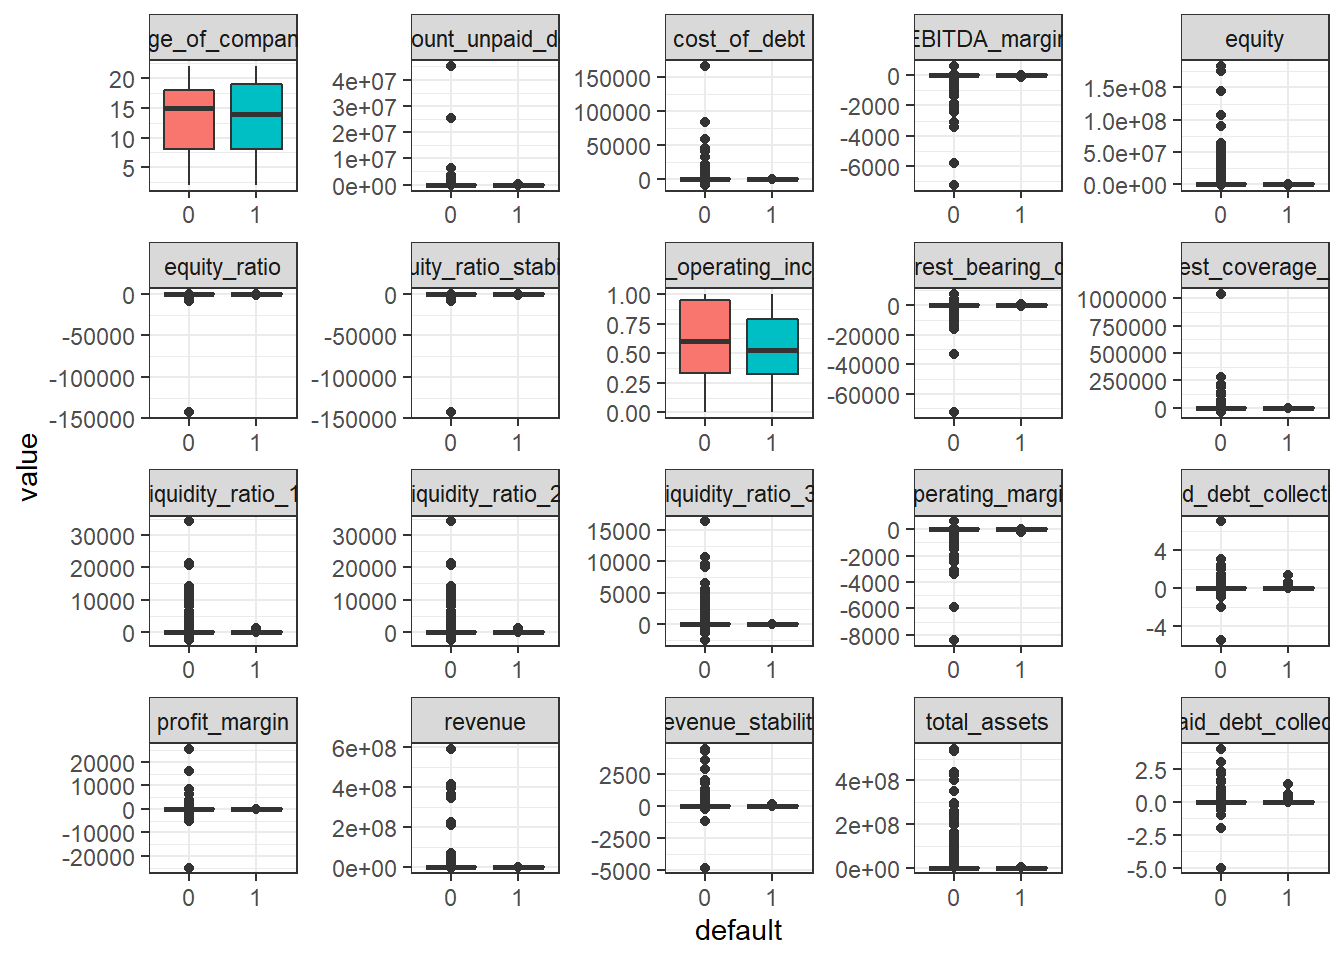 ge_of_compan
ount_unpaid_d
cost_of_debt
EBITDA_margin
equity
20
15
10
5
0
1
4e+07
3e+07
2e+07
1e+07
0e+00
0
1
150000
100000
50000
0
0
1
0
-2000
-4000
-6000
0
1
1.5e+08
1.0e+08
5.0e+07
0.0e+00
0
1
equity_ratio
uity_ratio_stabi
_operating_inc
rest_bearing_d
est_coverage_
0
-50000
-100000
-150000
0
1
0
-50000
-100000
-150000
0
1
1.00
0.75
0.50
0.25
0.00
0
1
0
-20000
-40000
-60000
0
1
1000000
750000
500000
250000
0
0
1
value
iquidity_ratio_1
iquidity_ratio_2
iquidity_ratio_3
perating_margi
d_debt_collect
30000
20000
10000
0
0
1
30000
20000
10000
0
0
1
15000
10000
5000
0
0
1
0
-2000
-4000
-6000
-8000
0
1
4
0
-4
0
1
profit_margin
revenue
evenue_stabilit
total_assets
aid_debt_collec
20000
10000
0
-10000
-20000
0
1
6e+08
4e+08
2e+08
0e+00
0
1
2500
0
-2500
-5000
0
1
4e+08
2e+08
0e+00
0
1
2.5
0.0
-2.5
-5.0
0
1
default